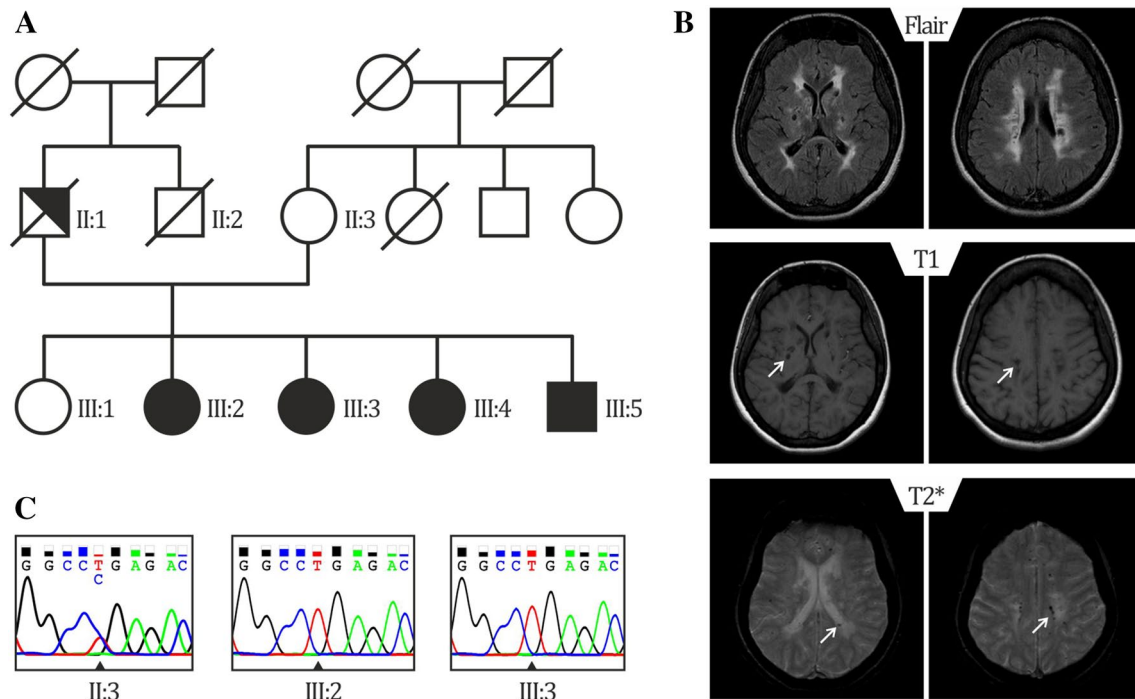 A
II:1
II:2
II:3
III:1
III:2
III:3
III:4
III:5
B
Flair
T1
T2*
C
G G C C T G A G A C
C
II:3
G G C C T G A G A C
III:2
G G C C T G A G A C
III:3